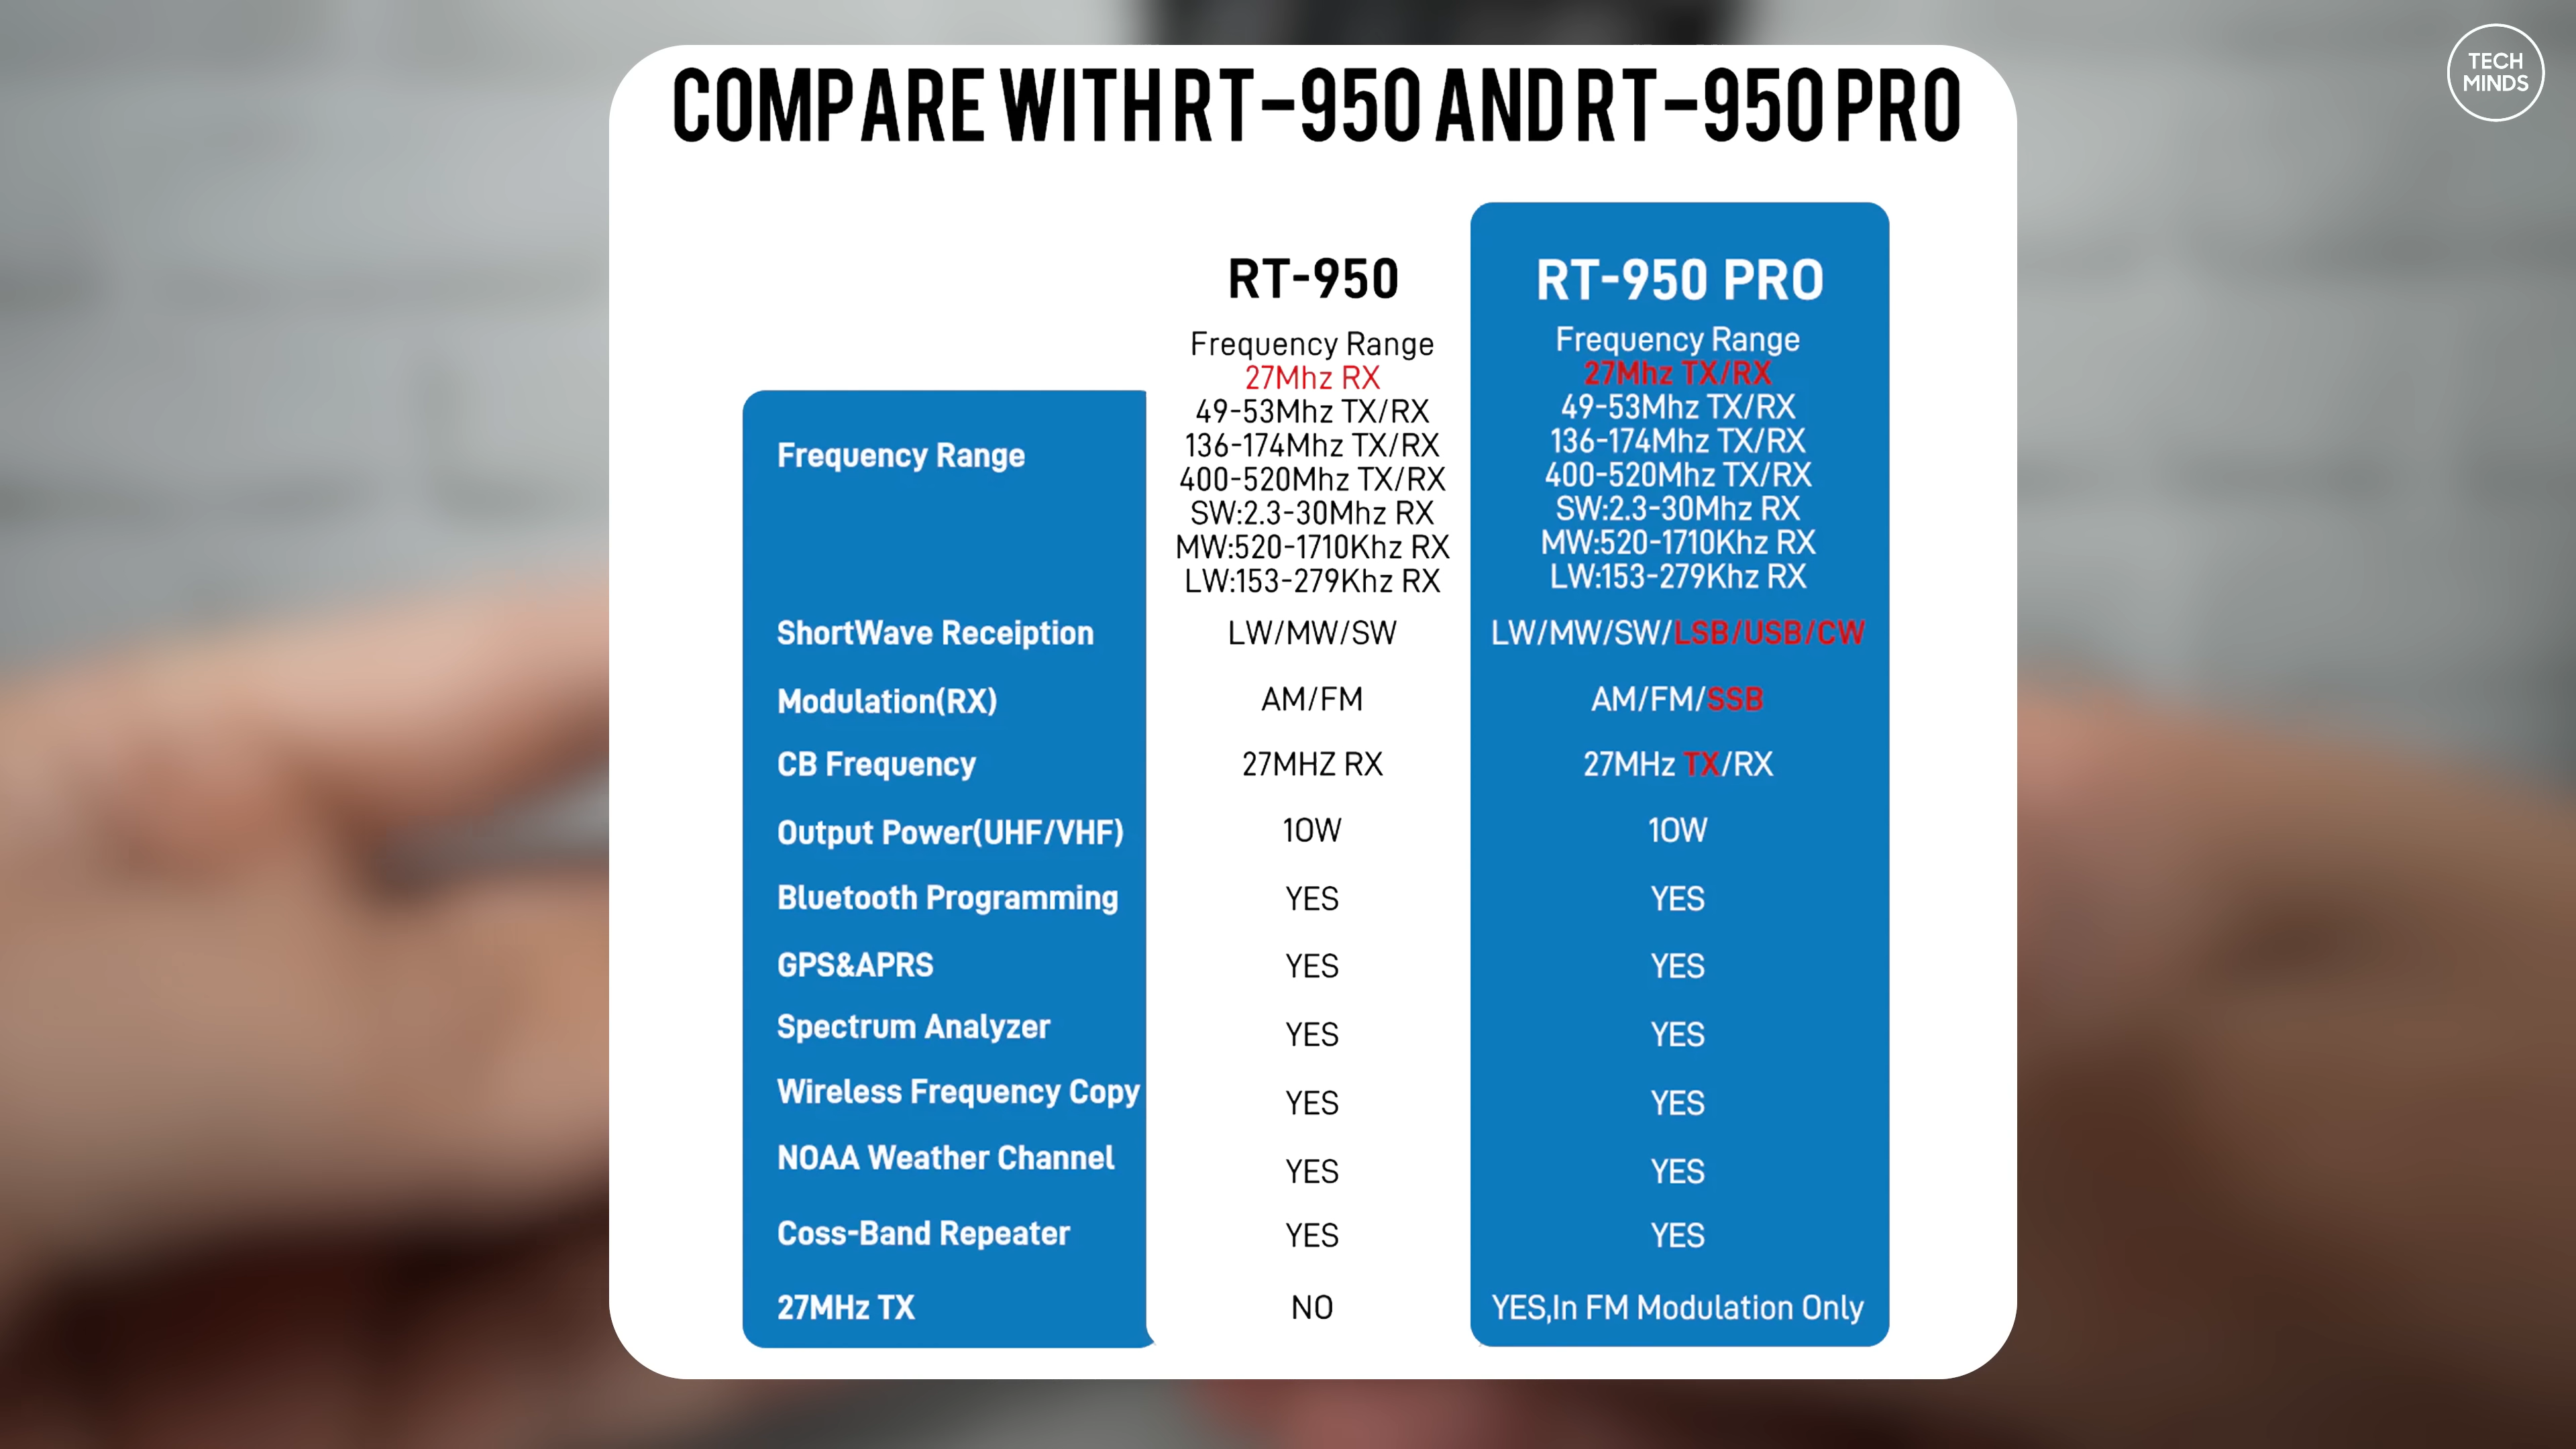 TECH
MINDS
COMPARE WITH RT-950 AND RT-950 PRO
RT-950
RT-950 PRO
Frequency Range
Frequency Range
Frequency Range
27Mhz RX
49-53Mhz TX/RX
136-174Mhz TX/RX
400-520Mhz TX/RX
SW:2.3-30Mhz RX
MW:520-1710Khz RX
LW:153-279Khz RX
27Mhz TX/RX
49-53Mhz TX/RX
136-174Mhz TX/RX
400-520Mhz TX/RX
SW:2.3-30Mhz RX
MW:520-1710Khz RX
LW:153-279Khz RX
ShortWave Receiption LW/MW/SW LW/MW/SW/LSB/USB/CW
Modulation(RX) AM/FM AM/FM/SSB
CB Frequency 27MHZ RX 27MHz TX/RX
Output Power(UHF/VHF) 10W 10W
Bluetooth Programming YES YES
GPS&APRS YES YES
Spectrum Analyzer YES YES
Wireless Frequency Copy YES YES
NOAA Weather Channel YES YES
Coss-Band Repeater YES YES
27MHz TX NO YES,In FM Modulation Only